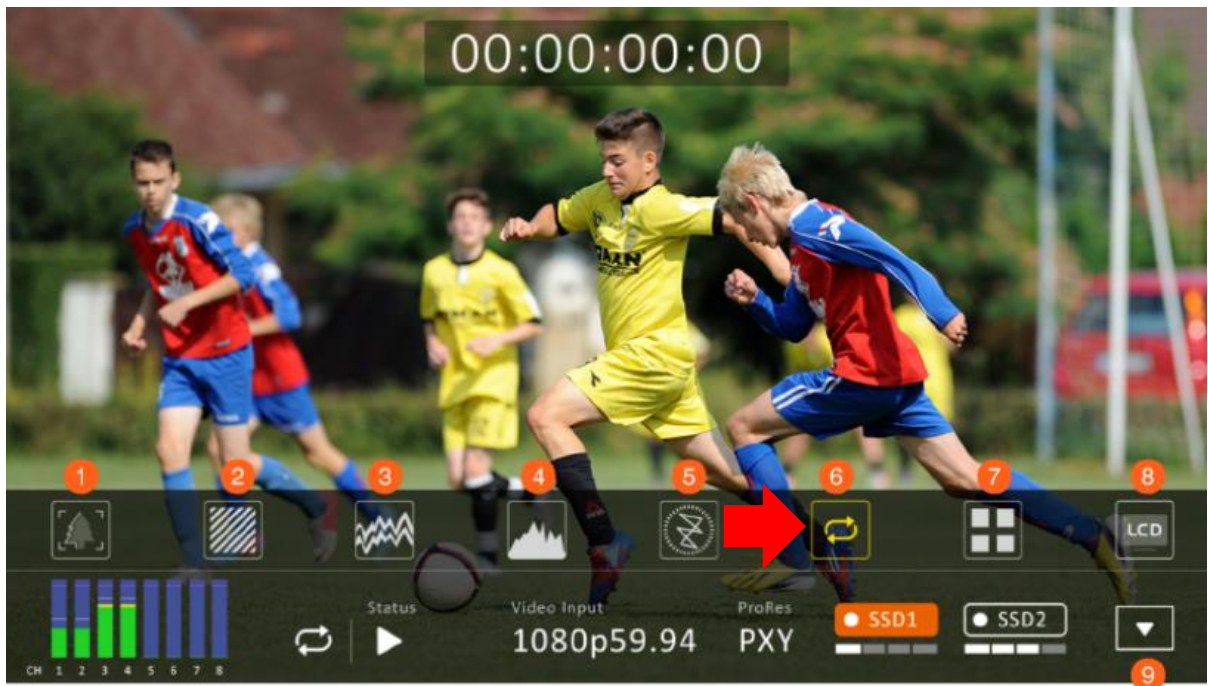 00:00:00:00
1 2 3 4 5 6 7 8
LCD
Status Video Input ProRes
1080p59.94 PXY SSD1 SSD2
CH 1 2 3 4 5 6 7 8
9